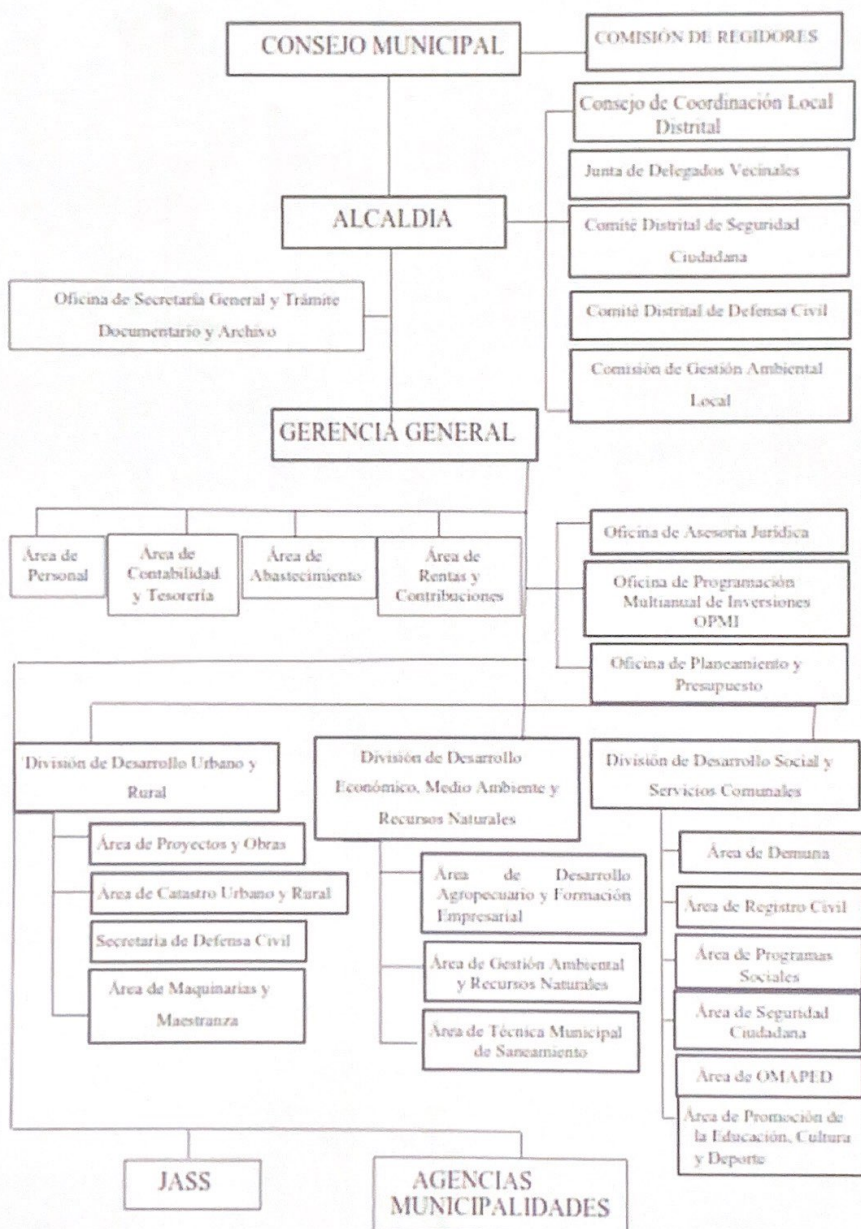 CONSEJO MUNICIPAL
COMISIÓN DE REGIDORES
Consejo de Coordinación Local
Distrital
Junta de Delegados Vecinales
ALCALDIA
Comité Distrital de Seguridad
Ciudadana
Oficina de Secretaría General y Trámite
Documentario y Archivo
Comité Distrital de Defensa Civil
Comisión de Gestión Ambiental
Local
GERENCIA GENERAL
Área de
Personal
Área de
Contabilidad
y Tesorería
Área de
Abastecimiento
Área de
Rentas y
Contribuciones
Oficina de Asesoría Jurídica
Oficina de Programación
Multianual de Inversiones
OPMI
Oficina de Planeamiento y
Presupuesto
División de Desarrollo Urbano y
Rural
División de Desarrollo
Económico, Medio Ambiente y
Recursos Naturales
División de Desarrollo Social y
Servicios Comunales
Área de Proyectos y Obras
Área de Catastro Urbano y Rural
Secretaria de Defensa Civil
Área de Maquinarias y
Maestranza
Área de Desarrollo
Agropecuario y Formación
Empresarial
Área de Gestión Ambiental
y Recursos Naturales
Área de Técnica Municipal
de Saneamiento
Área de Demuna
Área de Registro Civil
Área de Programas
Sociales
Área de Seguridad
Ciudadana
Área de OMAPED
Área de Promoción de
la Educación, Cultura
y Deporte
JASS
AGENCIAS
MUNICIPALIDADES